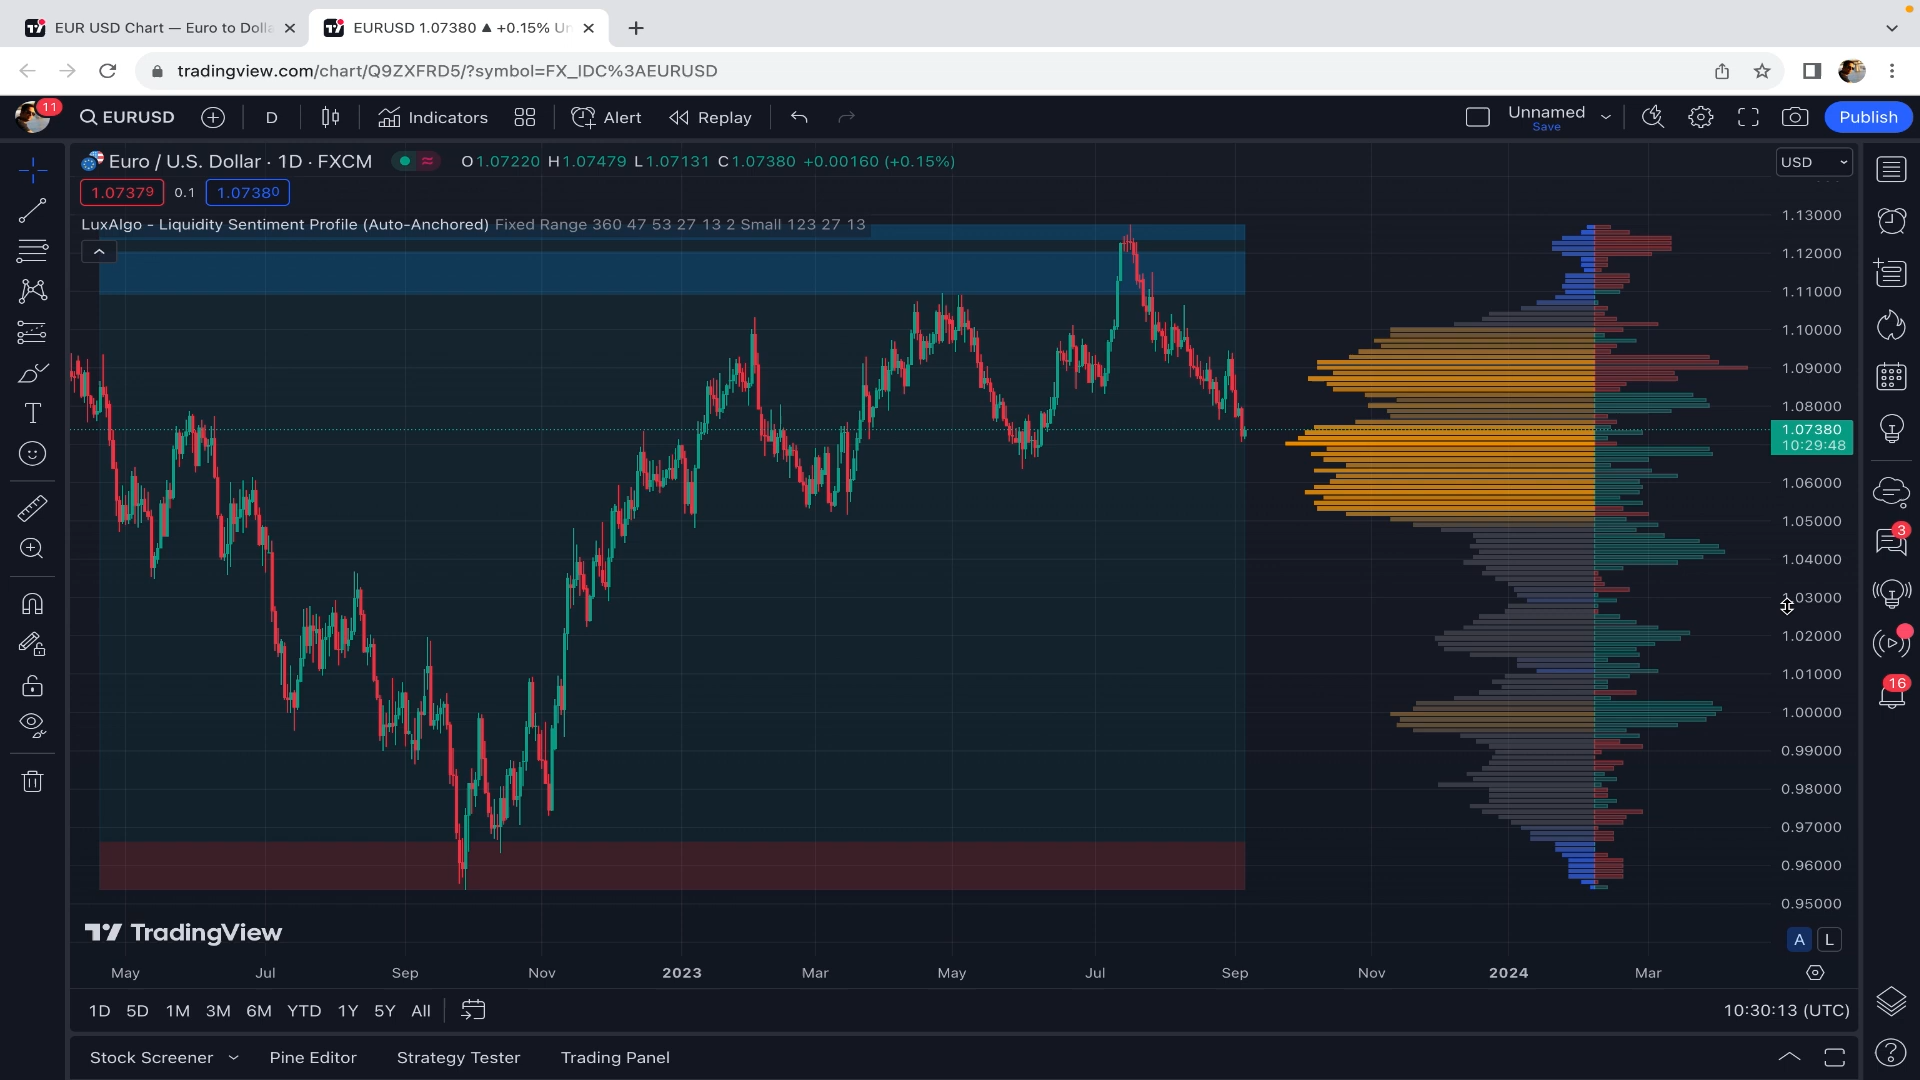 EUR USD Chart — Euro to Dolla
EURUSD 1.07380 ▲ +0.15% Un
tradingview.com/chart/Q9ZXFRD5/?symbol=FX_IDC%3AEURUSD
11
EURUSD
D
Indicators
Alert
Replay
Unnamed
Save
Publish
Euro / U.S. Dollar · 1D · FXCM
O1.07220 H1.07479 L1.07131 C1.07380 +0.00160 (+0.15%)
USD
1.07379
0.1
1.07380
LuxAlgo - Liquidity Sentiment Profile (Auto-Anchored) Fixed Range 360 47 53 27 13 2 Small 123 27 13
1.13000
1.12000
1.11000
1.10000
1.09000
1.08000
1.07380
10:29:48
1.06000
1.05000
1.04000
1.03000
1.02000
1.01000
1.00000
0.99000
0.98000
0.97000
0.96000
0.95000
3
16
TradingView
A
L
May
Jul
Sep
Nov
2023
Mar
May
Jul
Sep
Nov
2024
Mar
1D 5D 1M 3M 6M YTD 1Y 5Y All
10:30:13 (UTC)
Stock Screener
Pine Editor
Strategy Tester
Trading Panel